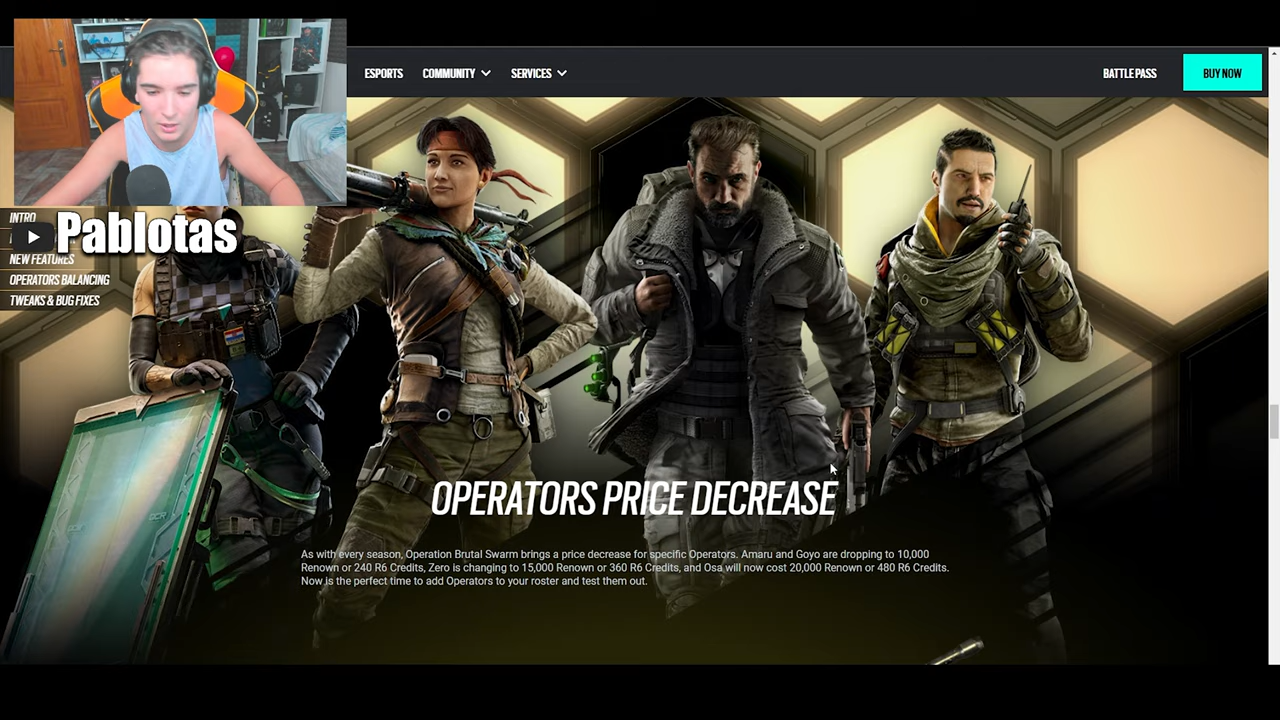 ESPORTS COMMUNITY SERVICES BATTLE PASS BUY NOW
INTRO
Pablotas
NEW FEATURES
OPERATORS BALANCING
TWEAKS & BUG FIXES
OPERATORS PRICE DECREASE
As with every season, Operation Brutal Swarm brings a price decrease for specific Operators. Amaru and Goyo are dropping to 10,000
Renown or 240 R6 Credits, Zero is changing to 15,000 Renown or 360 R6 Credits, and Osa will now cost 20,000 Renown or 480 R6 Credits.
Now is the perfect time to add Operators to your roster and test them out.